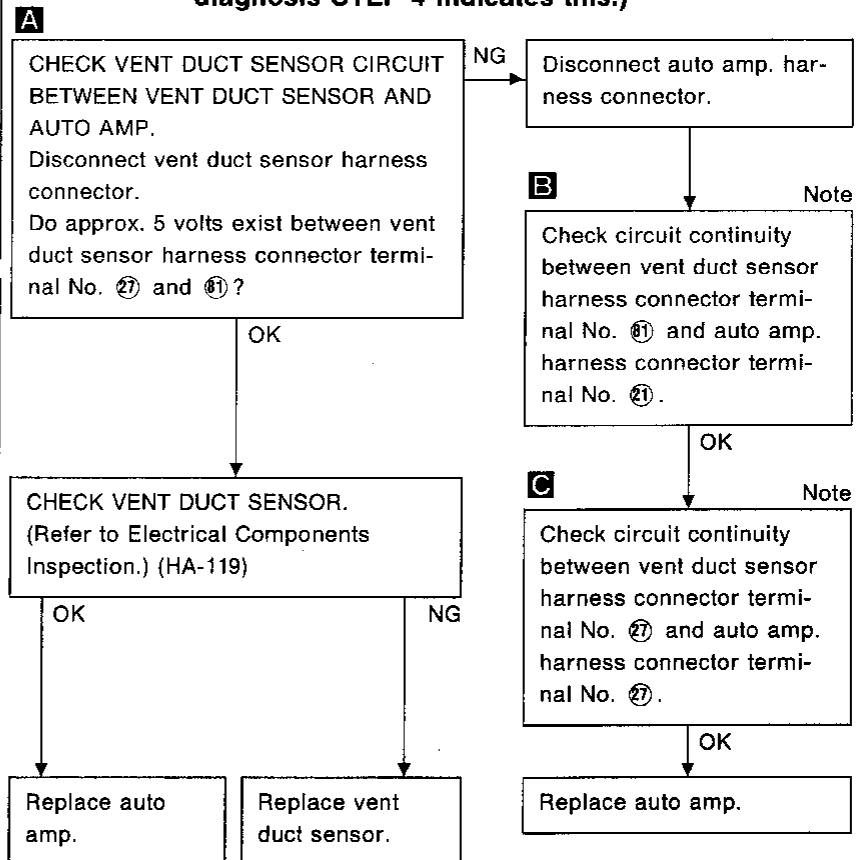 diagnosis STEP 4 indicates this.)
A
CHECK VENT DUCT SENSOR CIRCUIT
BETWEEN VENT DUCT SENSOR AND
AUTO AMP.
Disconnect vent duct sensor harness
connector.
Do approx. 5 volts exist between vent
duct sensor harness connector termi-
nal No. ㉗ and (81)?
NG
Disconnect auto amp. har-
ness connector.
B
Note
Check circuit continuity
between vent duct sensor
harness connector termi-
nal No. (81) and auto amp.
harness connector termi-
nal No. ㉑.
OK
OK
CHECK VENT DUCT SENSOR.
(Refer to Electrical Components
Inspection.) (HA-119)
C
Note
Check circuit continuity
between vent duct sensor
harness connector termi-
nal No. ㉗ and auto amp.
harness connector termi-
nal No. ㉗.
OK
NG
OK
Replace auto
amp.
Replace vent
duct sensor.
Replace auto amp.